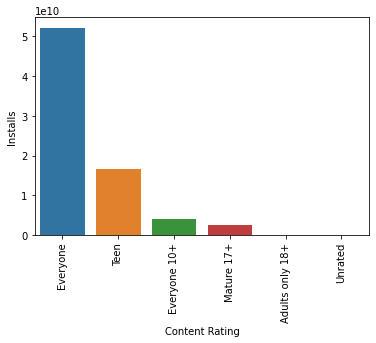 1e10
5
4
3
2
1
0
Installs
Everyone
Teen
Everyone 10+
Mature 17+
Adults only 18+
Unrated
Content Rating